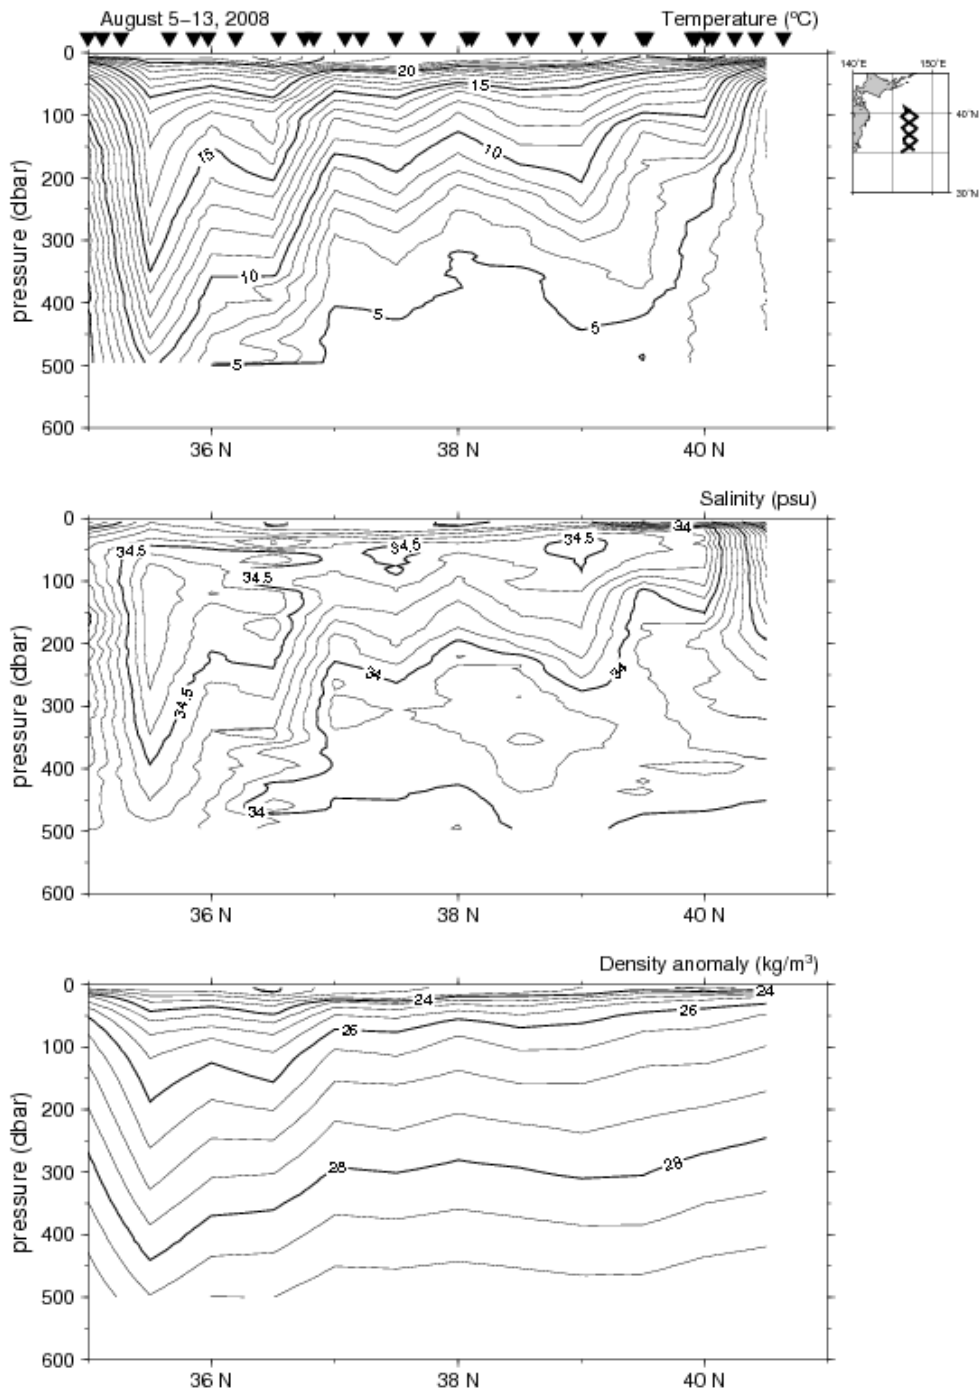 August 5–13, 2008
Temperature (ºC)
0
100
200
300
400
500
600
pressure (dbar)
20
15
15
10
10
5
5
5
36 N
38 N
40 N
140°E
150°E
40°N
30°N
Salinity (psu)
0
100
200
300
400
500
600
pressure (dbar)
34
34.5
34.5
34.5
34.5
34.5
34
34
34
36 N
38 N
40 N
Density anomaly (kg/m³)
0
100
200
300
400
500
600
pressure (dbar)
24
24
26
26
28
28
36 N
38 N
40 N